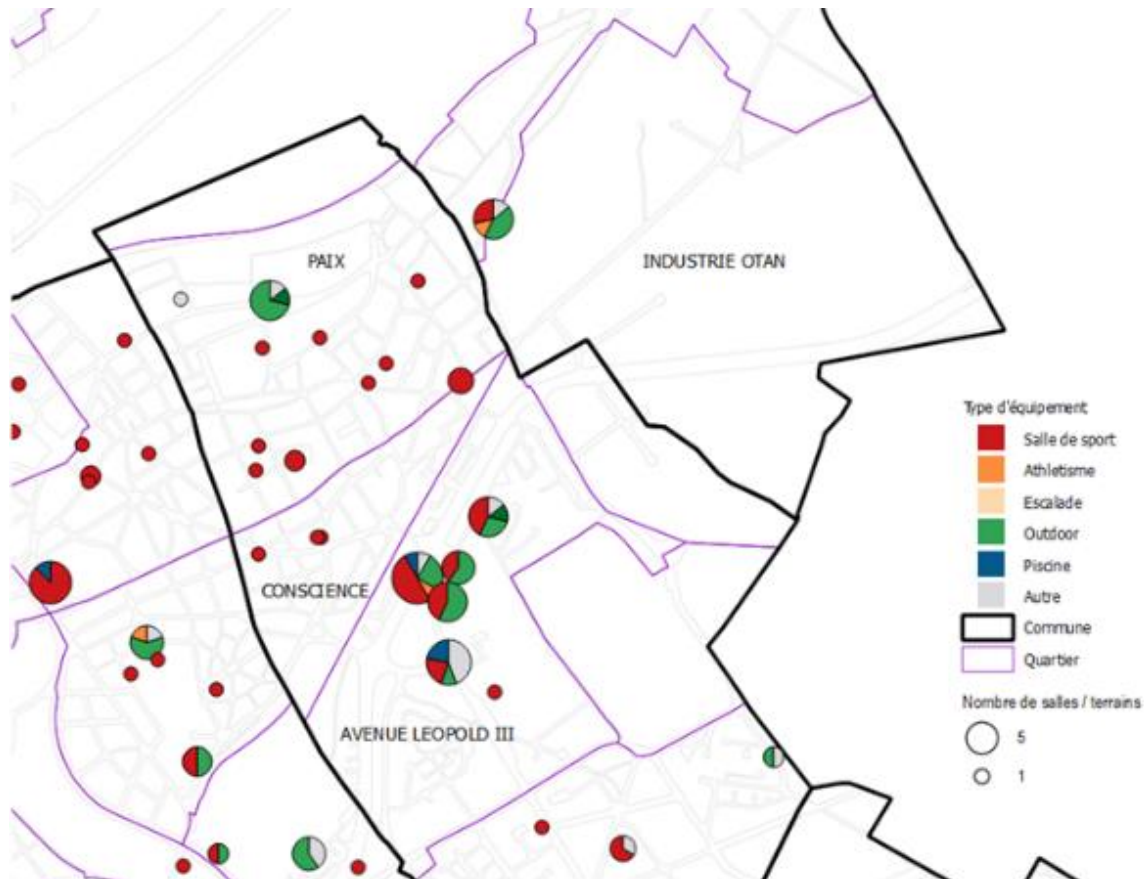 PAIX
INDUSTRIE OTAN
CONSCIENCE
AVENUE LEOPOLD III
Type d'équipement
Salle de sport
Athletisme
Escalade
Outdoor
Piscine
Autre
Commune
Quartier
Nombre de salles / terrains
5
1